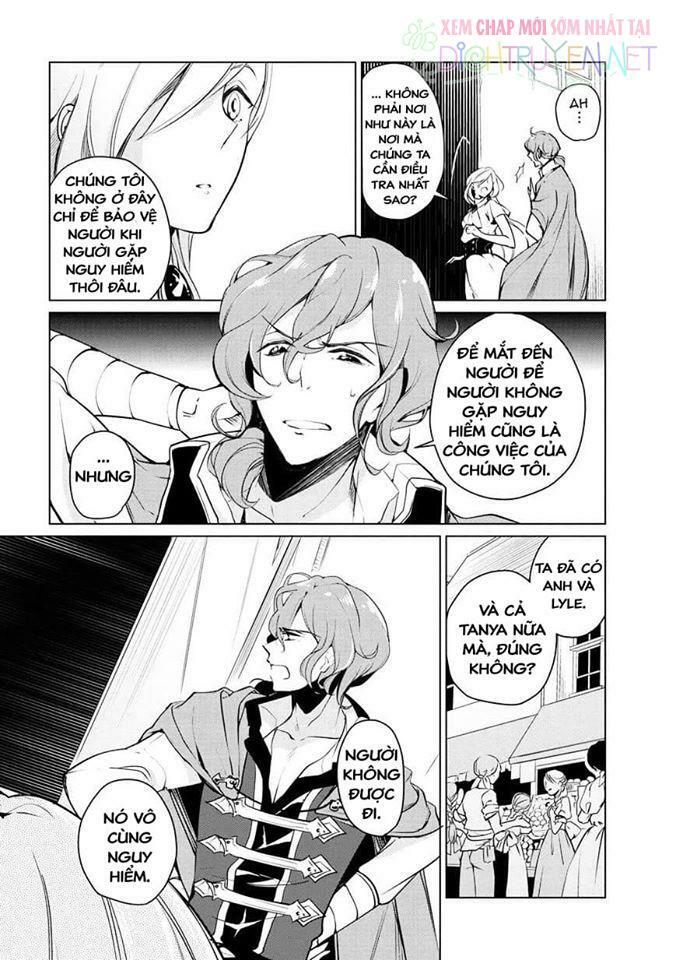 XEM CHAP MỚI SỚM NHẤT TẠI
DICHTRUYEN.NET
AH
...
... KHÔNG
PHẢI NƠI
NHƯ NÀY LÀ
NƠI MÀ
CHÚNG TA
CẦN ĐIỀU
TRA NHẤT
SAO?
CHÚNG TÔI
KHÔNG Ở ĐÂY
CHỈ ĐỂ BẢO VỆ
NGƯỜI KHI
NGƯỜI GẶP
NGUY HIỂM
THÔI ĐÂU.
ĐỂ MẮT ĐẾN
NGƯỜI ĐỂ
NGƯỜI KHÔNG
GẶP NGUY
HIỂM CŨNG LÀ
CÔNG VIỆC CỦA
CHÚNG TÔI.
...
NHƯNG
TA ĐÃ CÓ
ANH VÀ
LYLE.
VÀ CẢ
TANYA NỮA
MÀ, ĐÚNG
KHÔNG?
NGƯỜI
KHÔNG
ĐƯỢC
ĐI.
NÓ VÔ
CÙNG
NGUY
HIỂM.